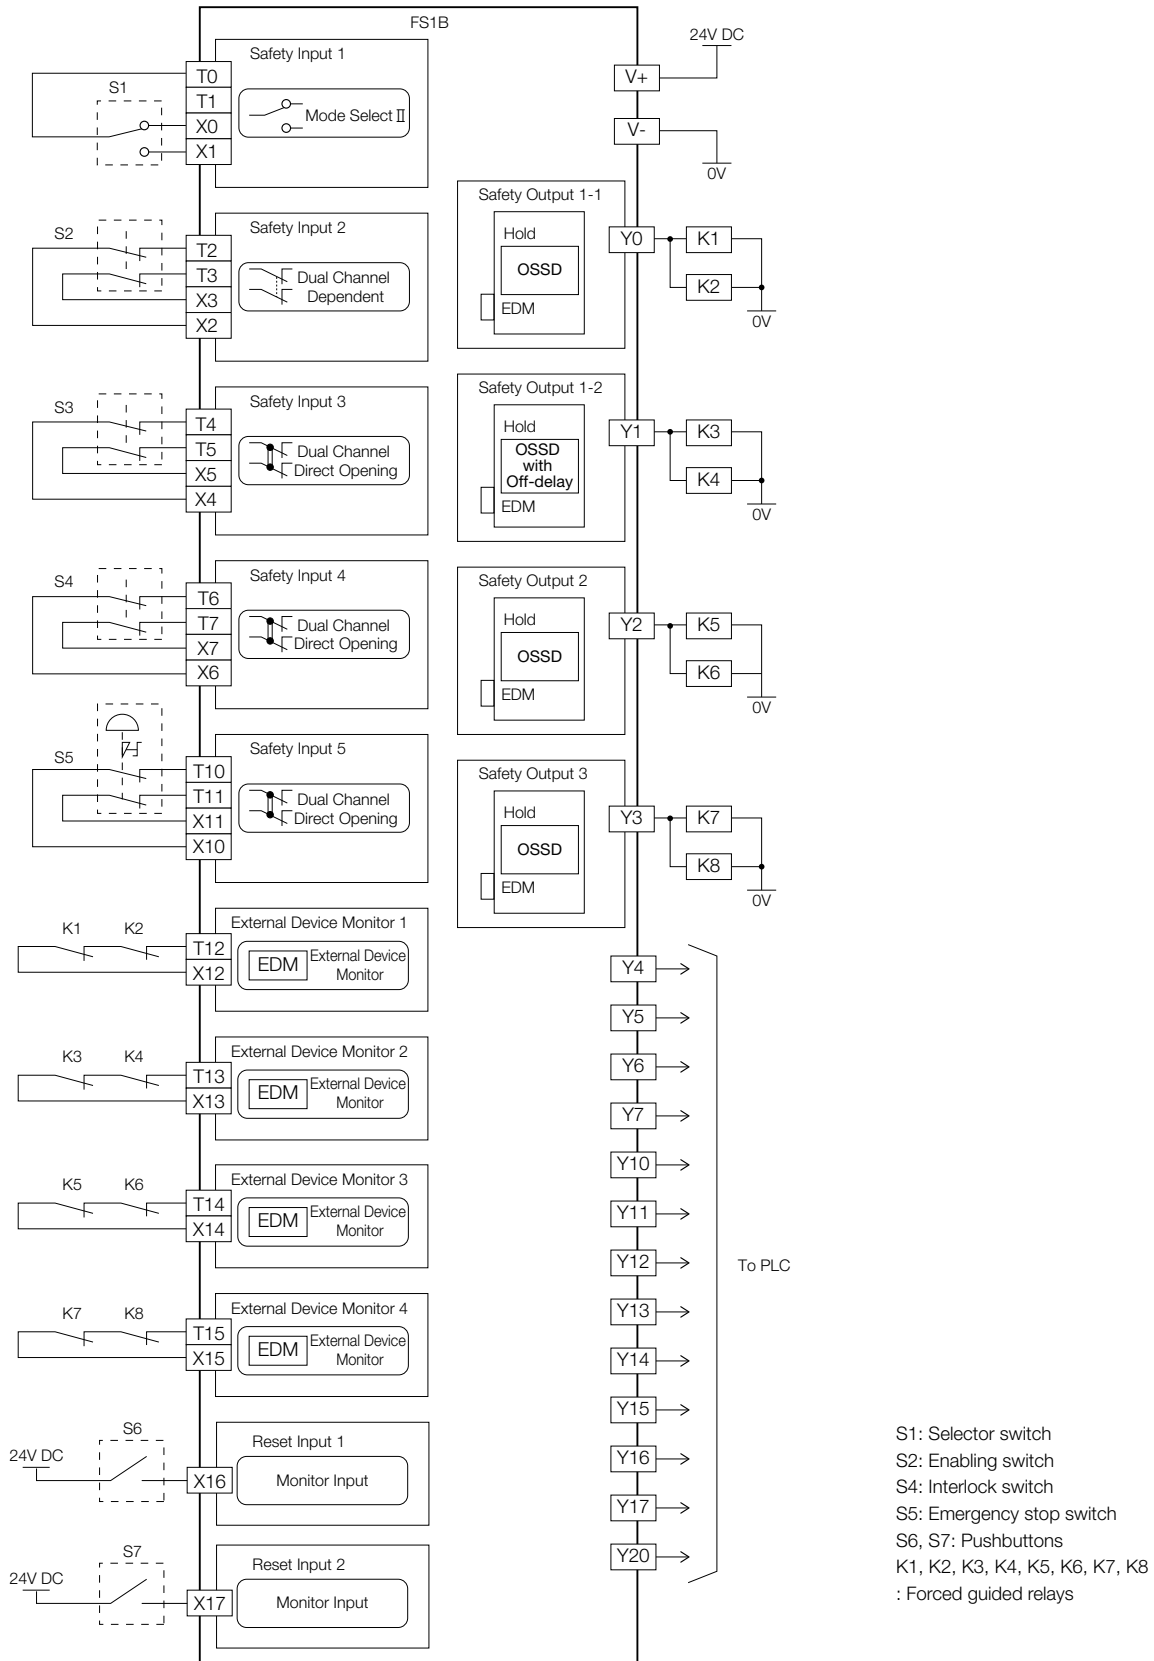 FS1B
24V DC
V+
V-
0V
S1
T0
T1
X0
X1
Safety Input 1
Mode Select II
S2
T2
T3
X3
X2
Safety Input 2
Dual Channel
Dependent
S3
T4
T5
X5
X4
Safety Input 3
Dual Channel
Direct Opening
S4
T6
T7
X7
X6
Safety Input 4
Dual Channel
Direct Opening
S5
T10
T11
X11
X10
Safety Input 5
Dual Channel
Direct Opening
K1 K2
T12
X12
External Device Monitor 1
EDM
External Device
Monitor
K3 K4
T13
X13
External Device Monitor 2
EDM
External Device
Monitor
K5 K6
T14
X14
External Device Monitor 3
EDM
External Device
Monitor
K7 K8
T15
X15
External Device Monitor 4
EDM
External Device
Monitor
S6
24V DC
X16
Reset Input 1
Monitor Input
S7
24V DC
X17
Reset Input 2
Monitor Input
Safety Output 1-1
Hold
OSSD
EDM
Y0
K1
K2
0V
Safety Output 1-2
Hold
OSSD
with
Off-delay
EDM
Y1
K3
K4
0V
Safety Output 2
Hold
OSSD
EDM
Y2
K5
K6
0V
Safety Output 3
Hold
OSSD
EDM
Y3
K7
K8
0V
Y4
Y5
Y6
Y7
Y10
Y11
Y12
Y13
Y14
Y15
Y16
Y17
Y20
To PLC
S1: Selector switch
S2: Enabling switch
S4: Interlock switch
S5: Emergency stop switch
S6, S7: Pushbuttons
K1, K2, K3, K4, K5, K6, K7, K8
: Forced guided relays